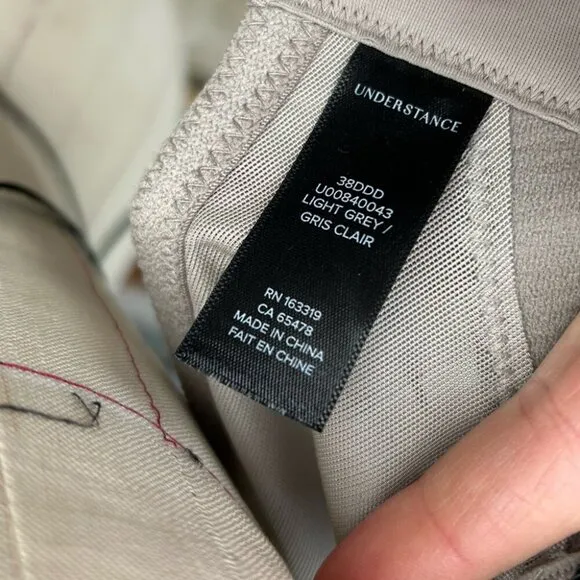 UNDERSTANCE
38DDD
U00840043
LIGHT GREY /
GRIS CLAIR
RN 163319
CA 65478
MADE IN CHINA
FAIT EN CHINE